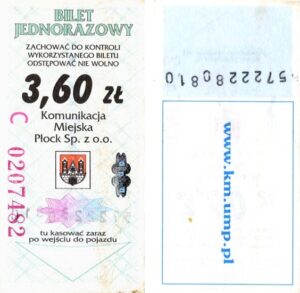 BILET
JEDNORAZOWY
ZACHOWAĆ DO KONTROLI
WYKORZYSTANEGO BILETU
ODSTĘPOWAĆ NIE WOLNO
3,60 ZŁ
Komunikacja
Miejska
Płock Sp. z o.o.
C 0207482
tu kasować zaraz
po wejściu do pojazdu
5722280810
www.km.ump.pl